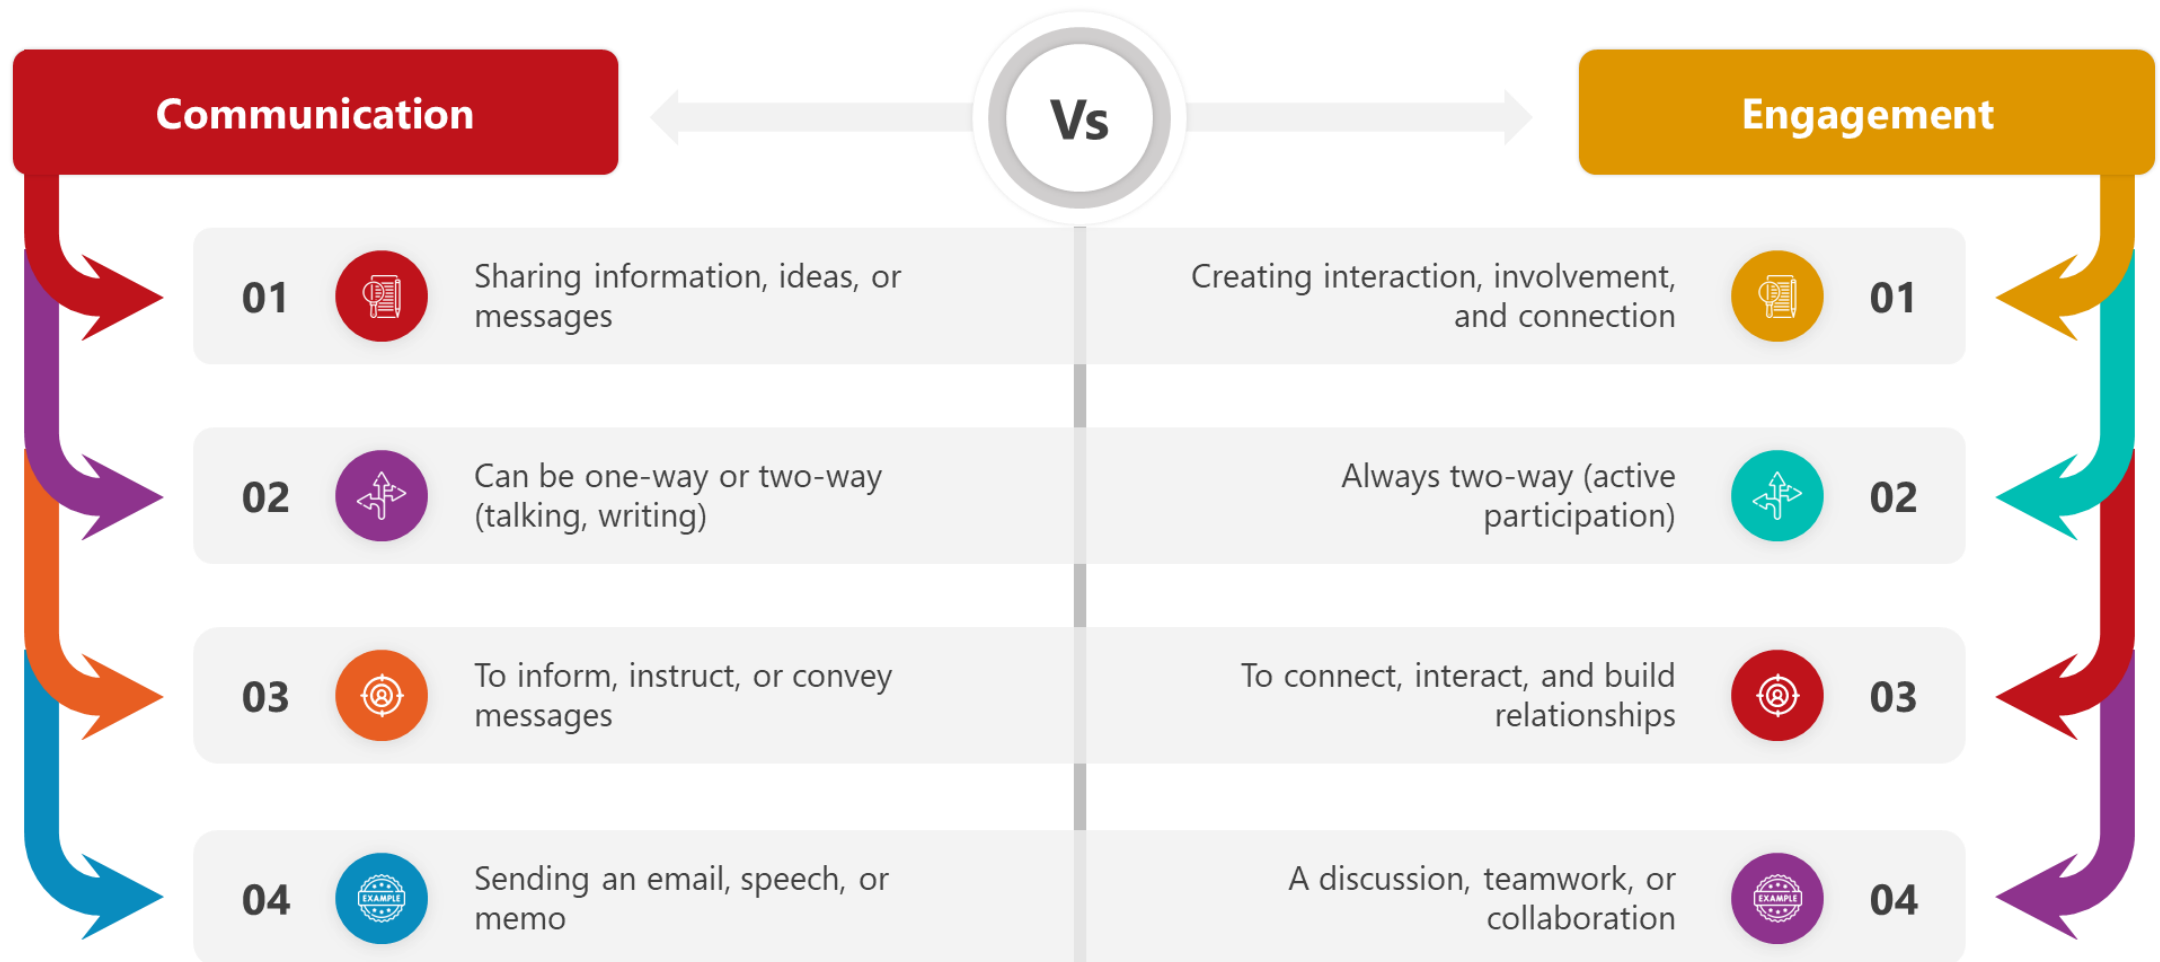 Communication
Vs
Engagement
01
Sharing information, ideas, or
messages
Creating interaction, involvement,
and connection
01
02
Can be one-way or two-way
(talking, writing)
Always two-way (active
participation)
02
03
To inform, instruct, or convey
messages
To connect, interact, and build
relationships
03
04
EXAMPLE
Sending an email, speech, or
memo
A discussion, teamwork, or
collaboration
EXAMPLE
04